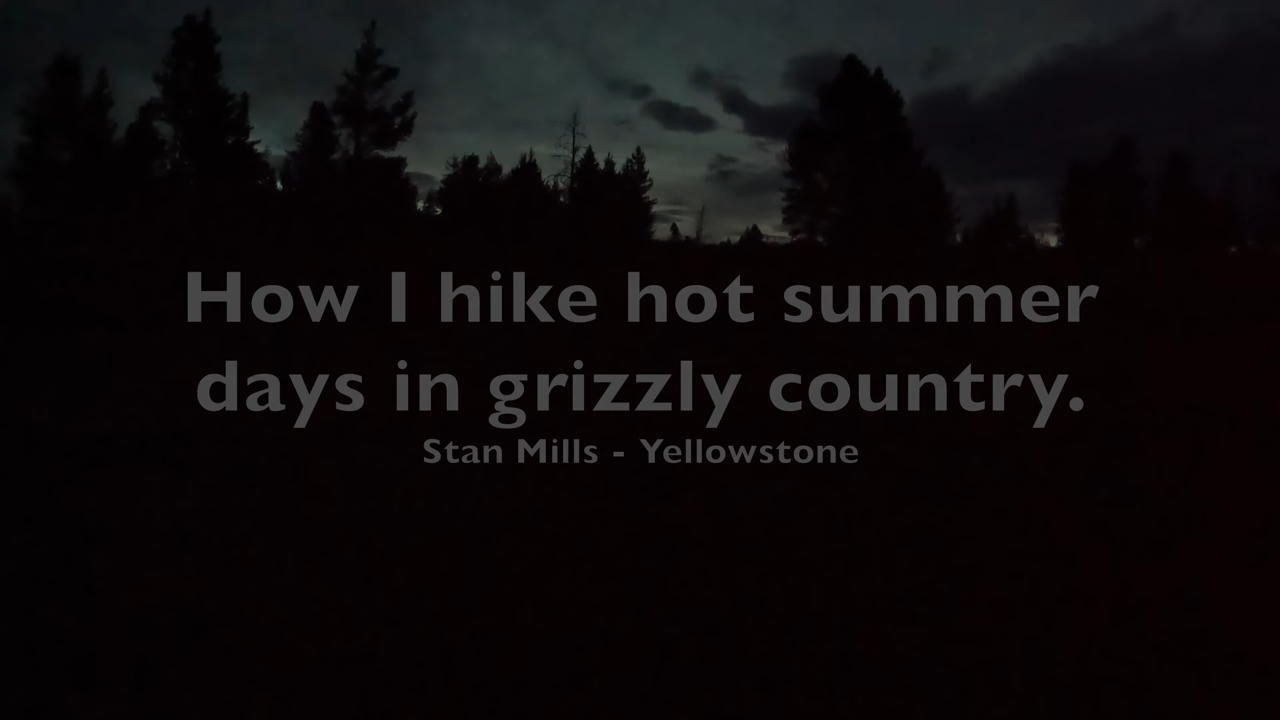 How I hike hot summer
days in grizzly country.
Stan Mills - Yellowstone